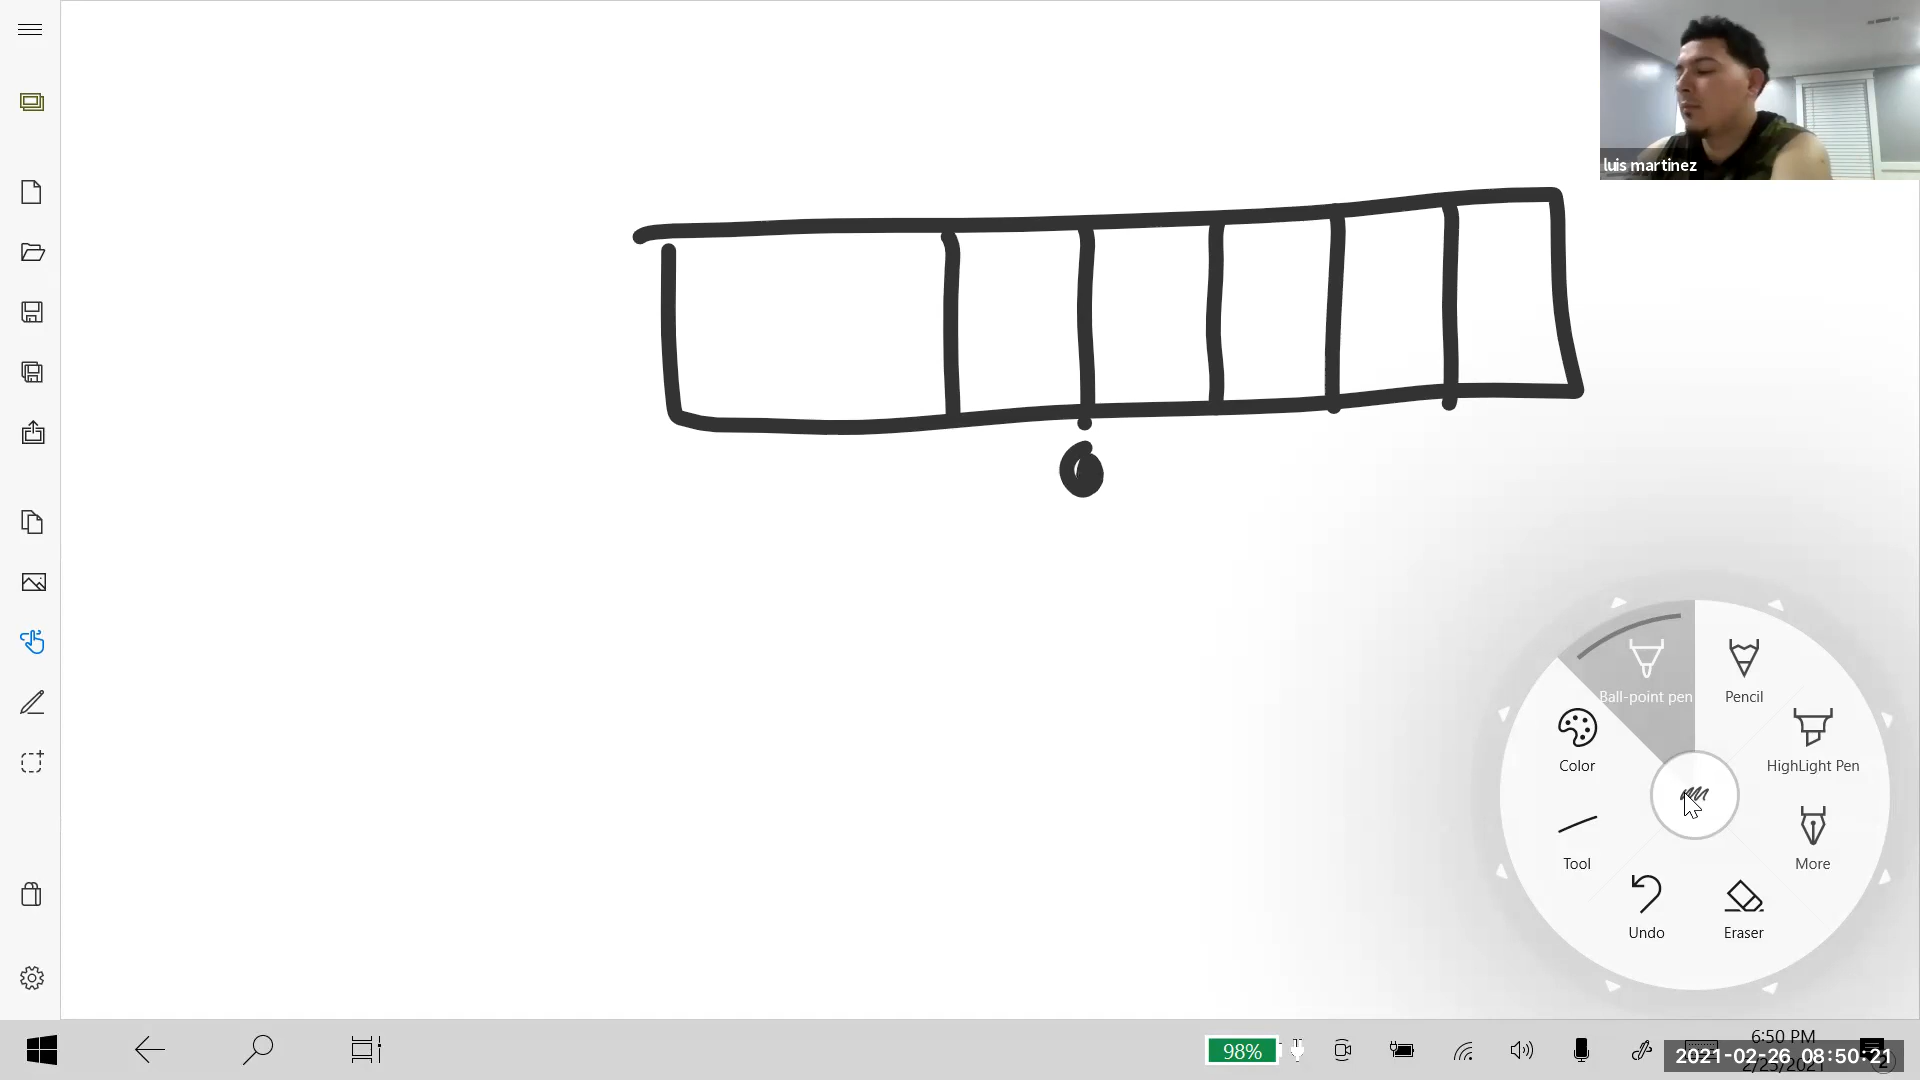 luis martinez
Ball-point pen
Pencil
Color
HighLight Pen
Tool
More
Undo
Eraser
98%
6:50 PM
2021-02-26 08:50:21
2